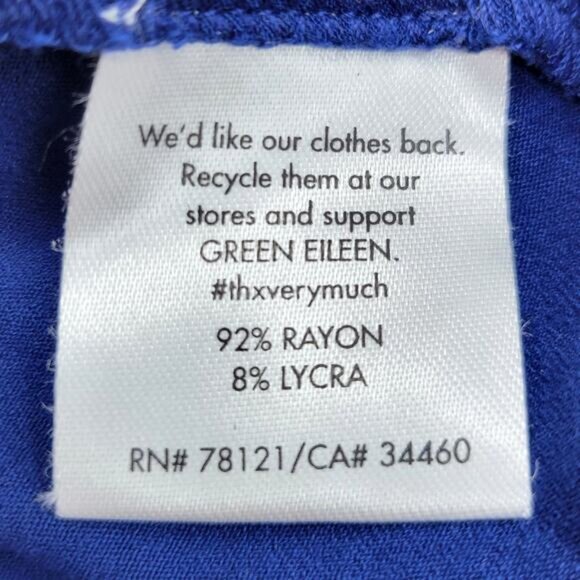 We'd like our clothes back.
Recycle them at our
stores and support
GREEN EILEEN.
#thxverymuch
92% RAYON
8% LYCRA
RN# 78121/CA# 34460